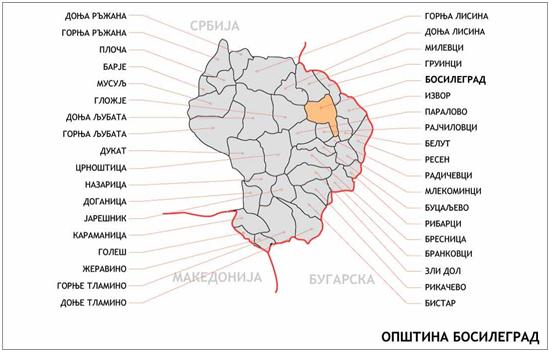 ДОЊА РЪЖАНА
ГОРЊА РЪЖАНА
ПЛОЧА
БАРЈЕ
МУСУЉ
ГЛОЖЈЕ
ДОЊА ЉУБАТА
ГОРЊА ЉУБАТА
ДУКАТ
ЦРНОШТИЦА
НАЗАРИЦА
ДОГАНИЦА
ЈАРЕШНИК
КАРАМАНИЦА
ГОЛЕШ
ЖЕРАВИНО
ГОРЊЕ ТЛАМИНО
ДОЊЕ ТЛАМИНО
СРБИЈА
МАКЕДОНИЈА
БУГАРСКА
ГОРЊА ЛИСИНА
ДОЊА ЛИСИНА
МИЛЕВЦИ
ГРУИНЦИ
БОСИЛЕГРАД
ИЗВОР
ПАРАЛОВО
РАЈЧИЛОВЦИ
БЕЛУТ
РЕСЕН
РАДИЧЕВЦИ
МЛЕКОМИНЦИ
БУЦАЉЕВО
РИБАРЦИ
БРЕСНИЦА
БРАНКОВЦИ
ЗЛИ ДОЛ
РИКАЧЕВО
БИСТАР
ОПШТИНА БОСИЛЕГРАД